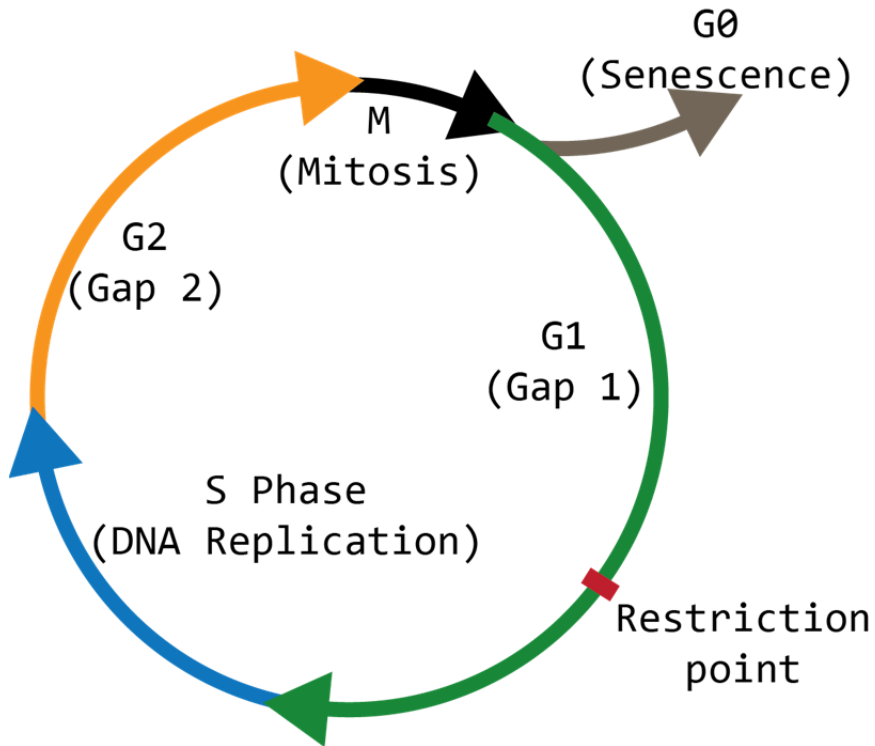 G0
(Senescence)
M
(Mitosis)
G2
(Gap 2)
G1
(Gap 1)
S Phase
(DNA Replication)
Restriction
point